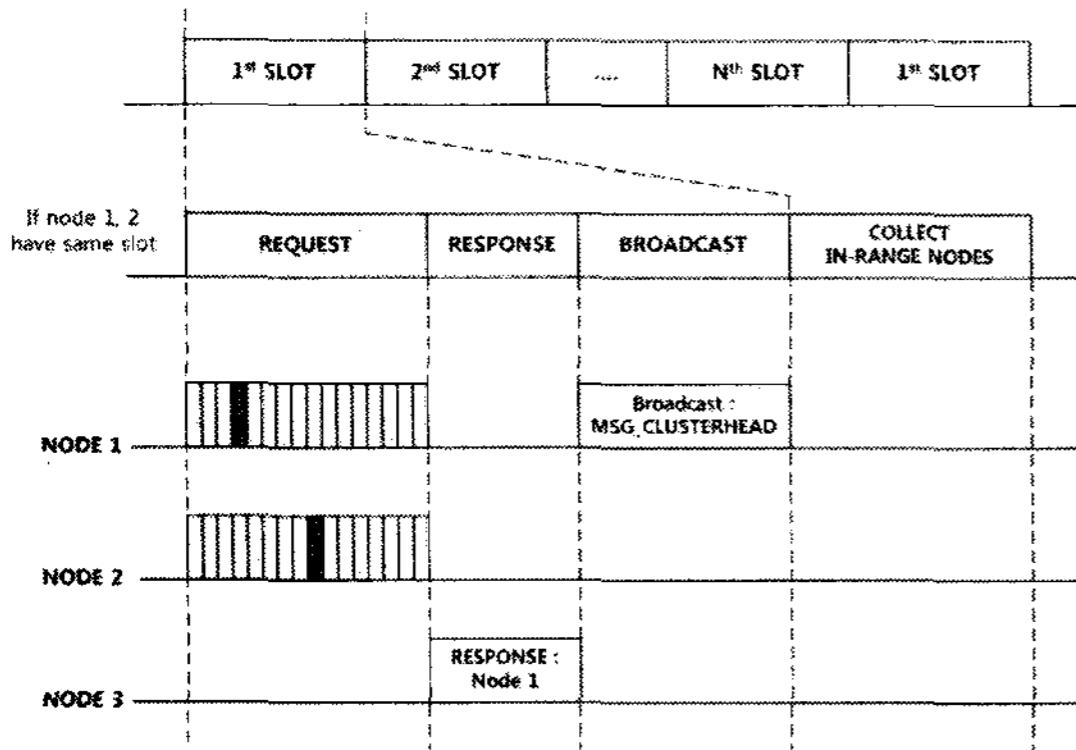 1st SLOT
2nd SLOT
....
Nth SLOT
1st SLOT
If node 1, 2
have same slot
REQUEST
RESPONSE
BROADCAST
COLLECT
IN-RANGE NODES
Broadcast :
MSG_CLUSTERHEAD
NODE 1
NODE 2
RESPONSE :
Node 1
NODE 3